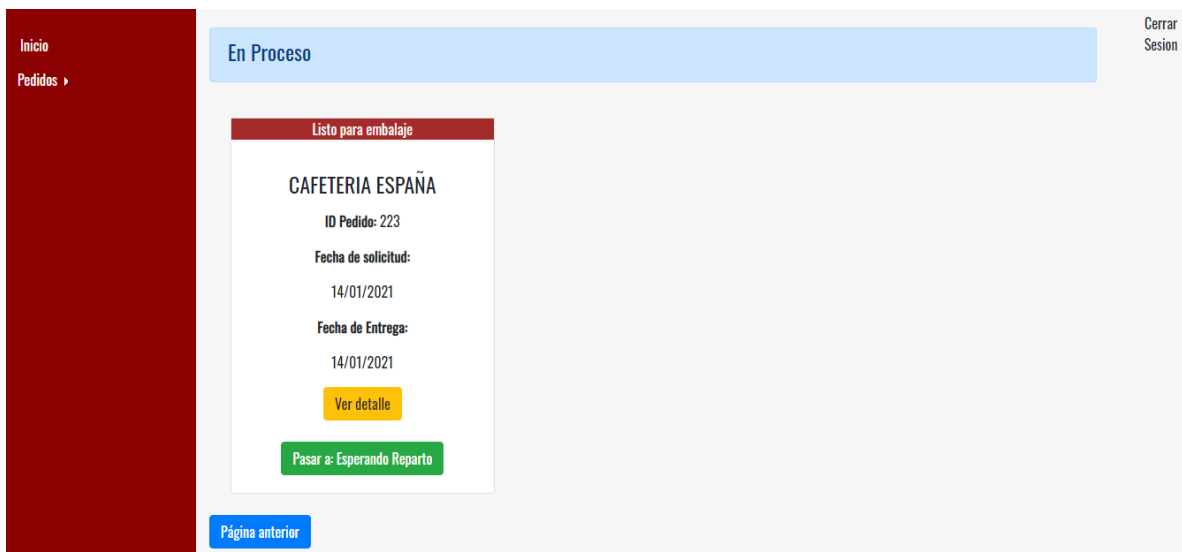 Inicio
Pedidos
En Proceso
Cerrar
Sesion
Listo para embalaje
CAFETERIA ESPAÑA
ID Pedido: 223
Fecha de solicitud:
14/01/2021
Fecha de Entrega:
14/01/2021
Ver detalle
Pasar a: Esperando Reparto
Página anterior